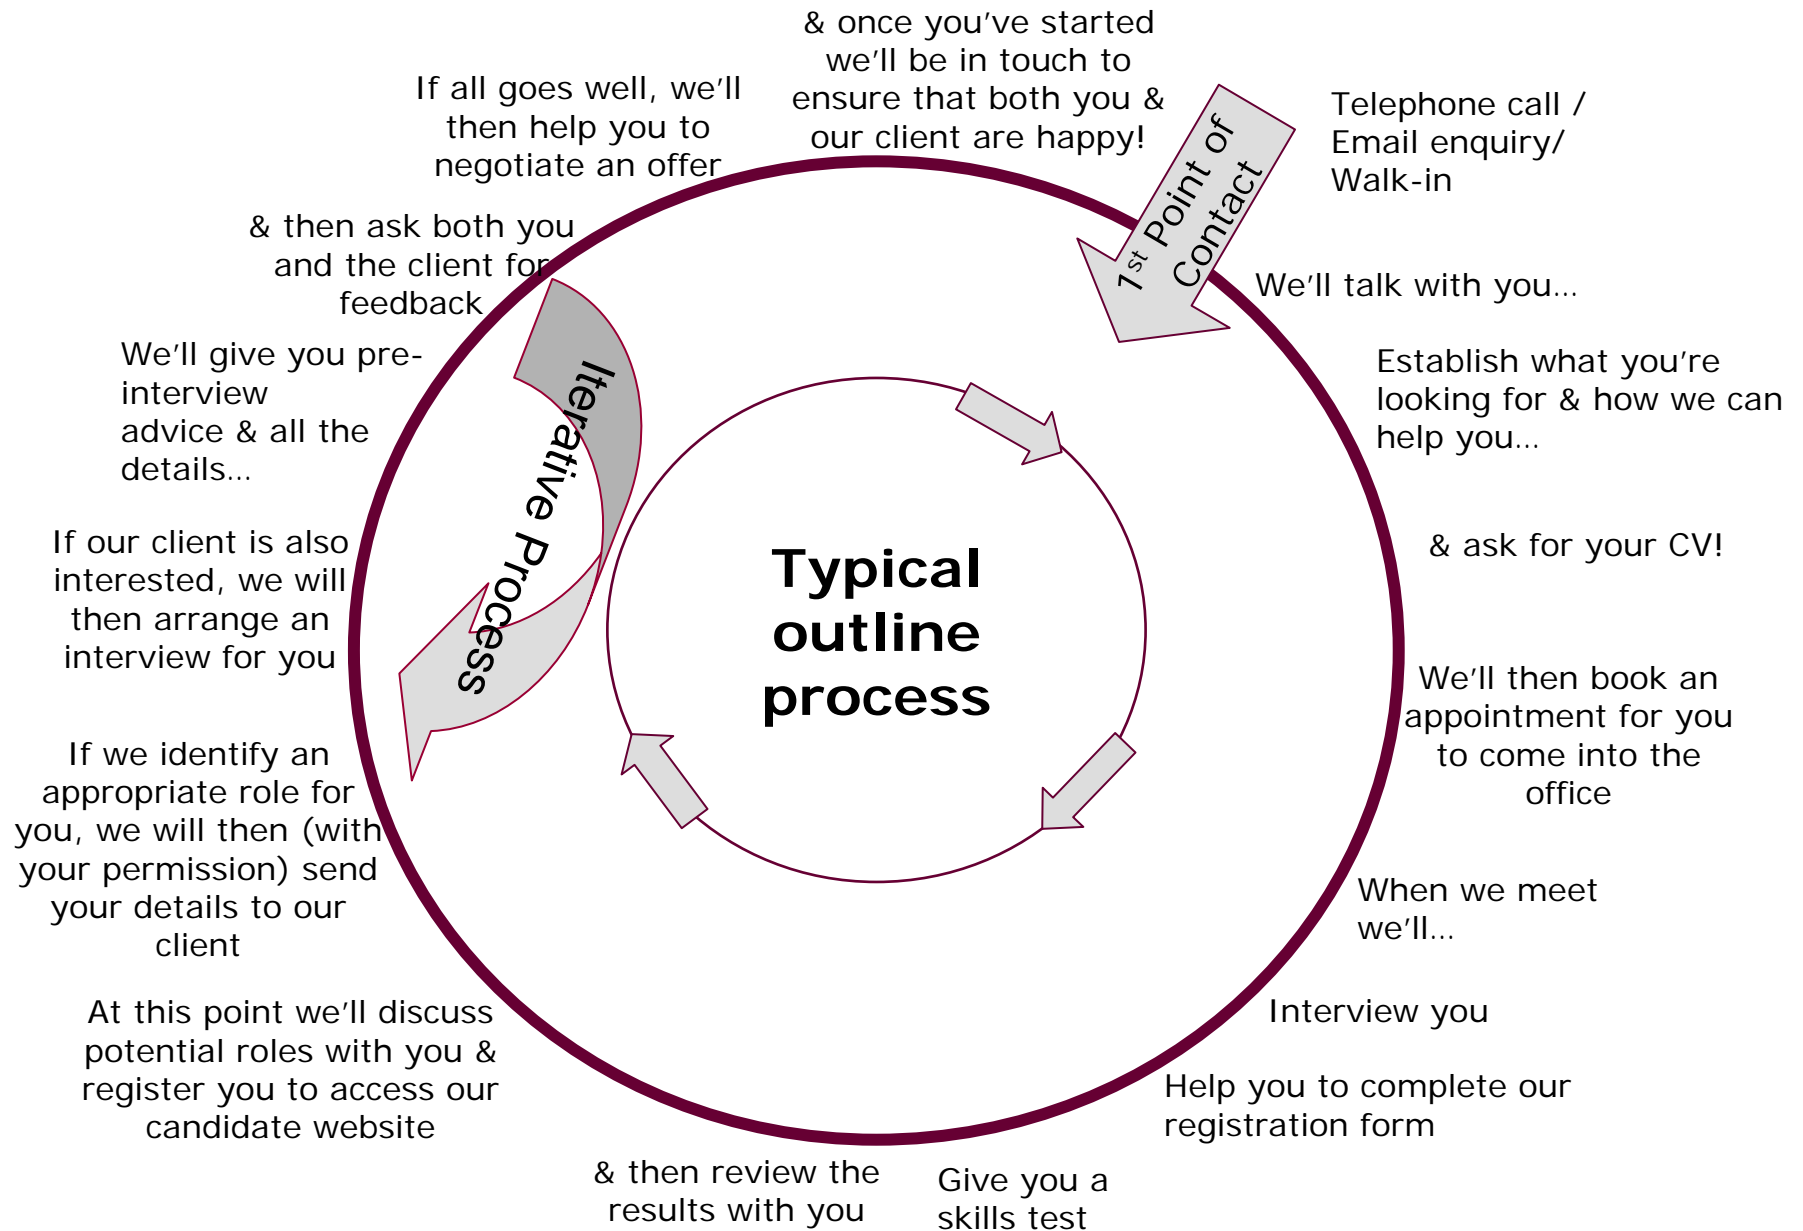 1st Point of
Contact
Telephone call /
Email enquiry/
Walk-in
We'll talk with you…
Establish what you're
looking for & how we can
help you…
& ask for your CV!
We'll then book an
appointment for you
to come into the
office
When we meet
we'll…
Interview you
Help you to complete our
registration form
Give you a
skills test
& then review the
results with you
At this point we'll discuss
potential roles with you &
register you to access our
candidate website
If we identify an
appropriate role for
you, we will then (with
your permission) send
your details to our
client
If our client is also
interested, we will
then arrange an
interview for you
We'll give you pre-
interview
advice & all the
details…
& then ask both you
and the client for
feedback
If all goes well, we'll
then help you to
negotiate an offer
& once you've started
we'll be in touch to
ensure that both you &
our client are happy!
Iterative Process
Typical
outline
process